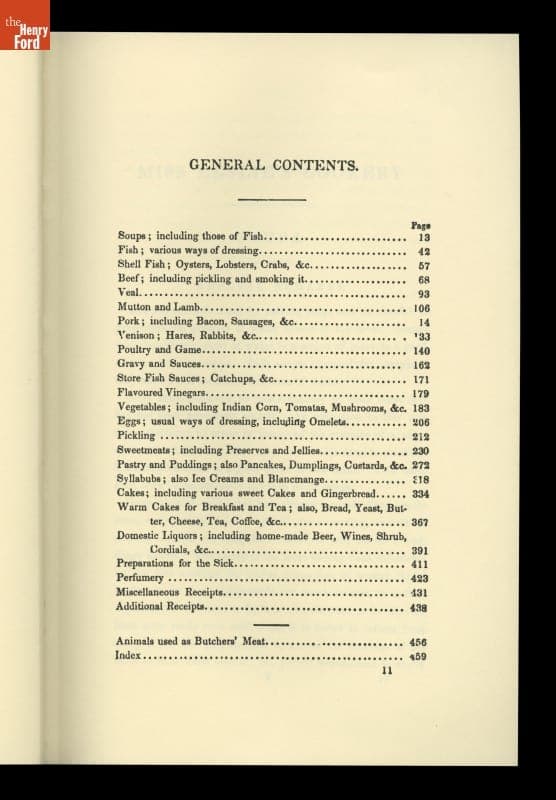 the
Henry
Ford
GENERAL CONTENTS.
Page
Soups; including those of Fish........................... 13
Fish; various ways of dressing........................... 42
Shell Fish; Oysters, Lobsters, Crabs, &c................. 57
Beef; including pickling and smoking it.................. 68
Veal..................................................... 93
Mutton and Lamb.......................................... 106
Pork; including Bacon, Sausages, &c...................... 14
Venison; Hares, Rabbits, &c.............................. '33
Poultry and Game......................................... 140
Gravy and Sauces......................................... 162
Store Fish Sauces; Catchups, &c.......................... 171
Flavoured Vinegars....................................... 179
Vegetables; including Indian Corn, Tomatas, Mushrooms, &c. 183
Eggs; usual ways of dressing, including Omelets.......... 206
Pickling ................................................ 212
Sweetmeats; including Preserves and Jellies.............. 230
Pastry and Puddings; also Pancakes, Dumplings, Custards, &c. 272
Syllabubs; also Ice Creams and Blancmange................ 318
Cakes; including various sweet Cakes and Gingerbread...... 334
Warm Cakes for Breakfast and Tea; also, Bread, Yeast, But-
ter, Cheese, Tea, Coffee, &c............................. 367
Domestic Liquors; including home-made Beer, Wines, Shrub,
Cordials, &c............................................. 391
Preparations for the Sick................................ 411
Perfumery ............................................... 423
Miscellaneous Receipts................................... 431
Additional Receipts...................................... 438
Animals used as Butchers' Meat........................... 456
Index.................................................... 459
11